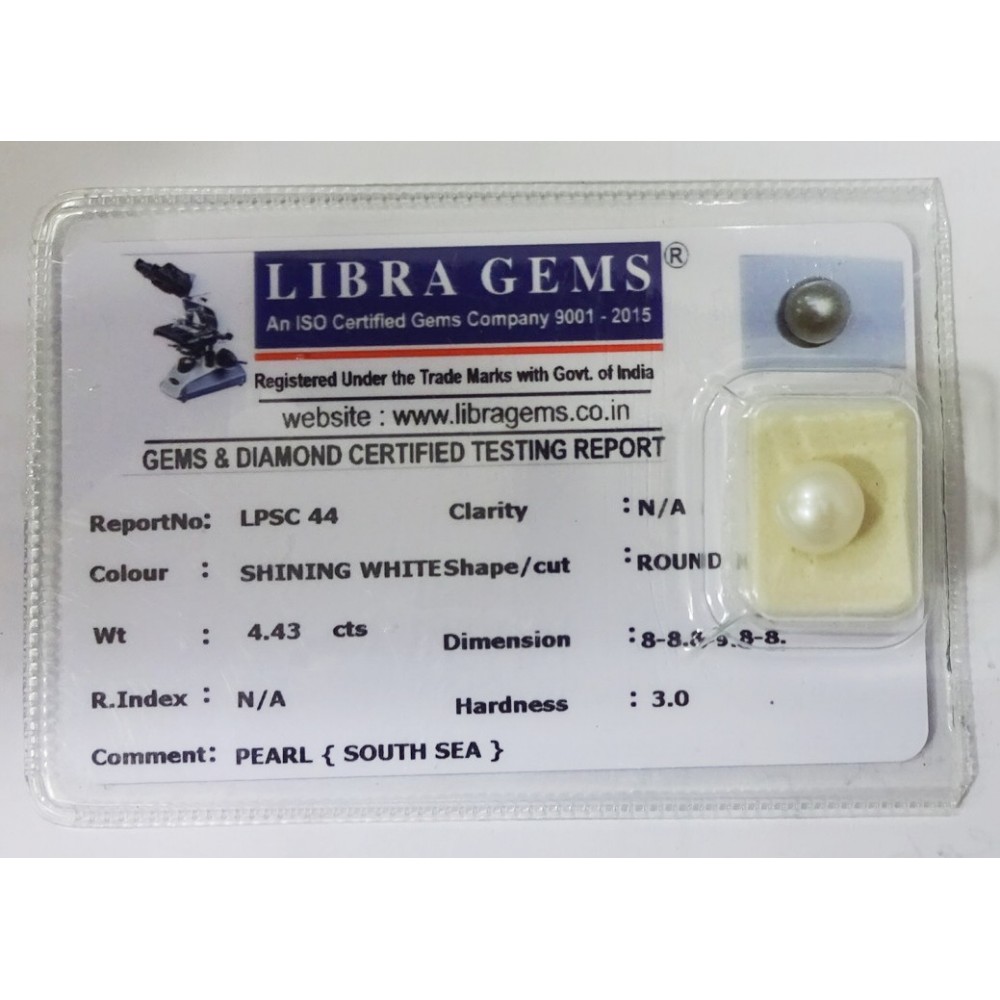 LIBRA GEMS ®
An ISO Certified Gems Company 9001 - 2015
Registered Under the Trade Marks with Govt. of India
website : www.libragems.co.in
GEMS & DIAMOND CERTIFIED TESTING REPORT
ReportNo: LPSC 44 Clarity : N/A
Colour : SHINING WHITE Shape/cut : ROUND
Wt : 4.43 cts Dimension :
R.Index : N/A Hardness : 3.0
Comment: PEARL { SOUTH SEA }